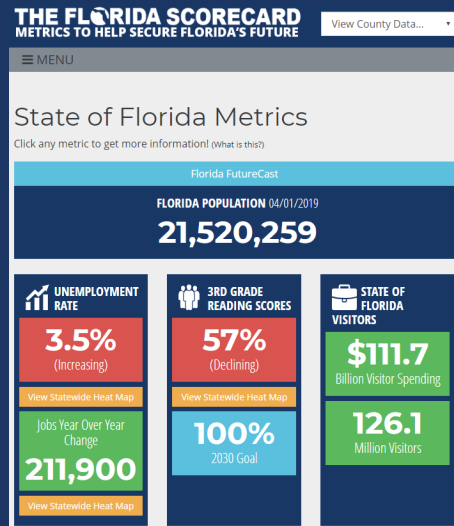 THE FLORIDA SCORECARD
METRICS TO HELP SECURE FLORIDA'S FUTURE
View County Data...
MENU
State of Florida Metrics
Click any metric to get more information! (What is this?)
Florida FutureCast
FLORIDA POPULATION 04/01/2019
21,520,259
UNEMPLOYMENT
RATE
3.5%
(Increasing)
View Statewide Heat Map
Jobs Year Over Year
Change
211,900
View Statewide Heat Map
3RD GRADE
READING SCORES
57%
(Declining)
View Statewide Heat Map
100%
2030 Goal
STATE OF
FLORIDA
VISITORS
$111.7
Billion Visitor Spending
126.1
Million Visitors